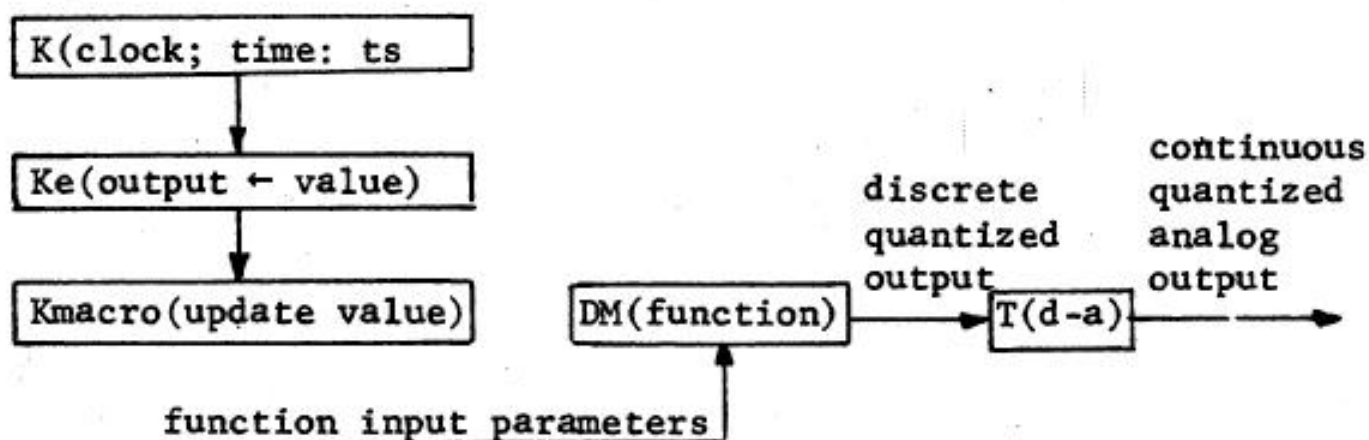 K(clock; time: ts
Ke(output ← value)
Kmacro(update value)
DM(function)
discrete
quantized
output
T(d-a)
continuous
quantized
analog
output
function input parameters